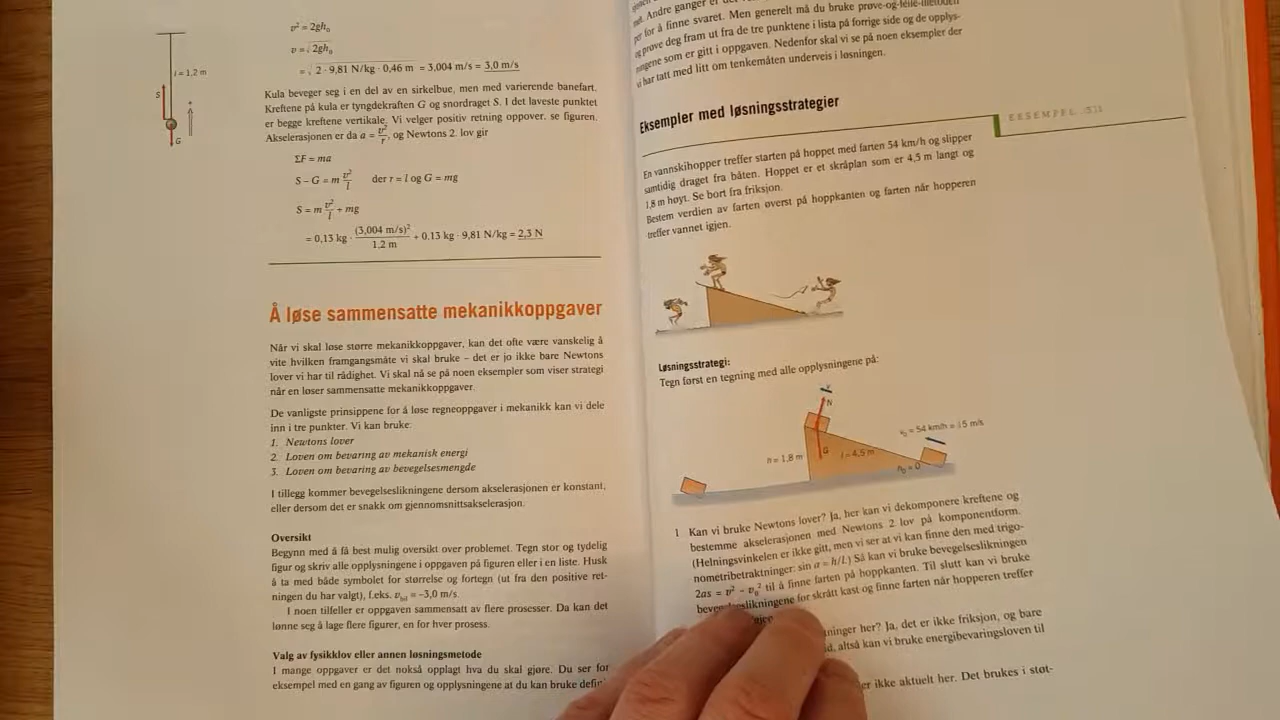 v² = 2gh₀
v = √2gh₀
= √2 · 9,81 N/kg · 0,46 m = 3,004 m/s = 3,0 m/s
l = 1,2 m
S
G
Kula beveger seg i en del av en sirkelbue, men med varierende banefart.
Kreftene på kula er tyngdekraften G og snordraget S. I det laveste punktet
er begge kreftene vertikale. Vi velger positiv retning oppover, se figuren.
Akselerasjonen er da a = v²/r, og Newtons 2. lov gir
ΣF = ma
S − G = m v²/l der r = l og G = mg
S = m v²/l + mg
= 0,13 kg · (3,004 m/s)²/1,2 m + 0,13 kg · 9,81 N/kg = 2,3 N
Å løse sammensatte mekanikkoppgaver
Når vi skal løse større mekanikkoppgaver, kan det ofte være vanskelig å
vite hvilken framgangsmåte vi skal bruke – det er jo ikke bare Newtons
lover vi har til rådighet. Vi skal nå se på noen eksempler som viser strategi
når en løser sammensatte mekanikkoppgaver.
De vanligste prinsippene for å løse regneoppgaver i mekanikk kan vi dele
inn i tre punkter. Vi kan bruke:
1. Newtons lover
2. Loven om bevaring av mekanisk energi
3. Loven om bevaring av bevegelsesmengde
I tillegg kommer bevegelseslikningene dersom akselerasjonen er konstant,
eller dersom det er snakk om gjennomsnittsakselerasjon.
Oversikt
Begynn med å få best mulig oversikt over problemet. Tegn stor og tydelig
figur og skriv alle opplysningene i oppgaven på figuren eller i en liste. Husk
å ta med både symbolet for størrelse og fortegn (ut fra den positive ret-
ningen du har valgt), f.eks. = −3,0 m/s.
I noen tilfeller er oppgaven sammensatt av flere prosesser. Da kan det
lønne seg å lage flere figurer, en for hver prosess.
Valg av fysikklov eller annen løsningsmetode
I mange oppgaver er det nokså opplagt hva du skal gjøre. Du ser for
eksempel med en gang av figuren og opplysningene at du kan bruke
Andre ganger er
for å finne svaret. Men generelt må du bruke prøve-og-feile-metoden
og prøve deg fram ut fra de tre punktene i lista på forrige side og de opplys-
ningene som er gitt i oppgaven. Nedenfor skal vi se på noen eksempler der
vi har tatt med litt om tenkemåten underveis i løsningen.
Eksempler med løsningsstrategier
EKSEMPEL
En vannskihopper treffer starten på hoppet med farten 54 km/h og slipper
samtidig draget fra båten. Hoppet er et skråplan som er 4,5 m langt og
1,8 m høyt. Se bort fra friksjon.
Bestem verdien av farten øverst på hoppkanten og farten når hopperen
treffer vannet igjen.
Løsningsstrategi:
Tegn først en tegning med alle opplysningene på:
v
N
v₀ = 54 km/h = 15 m/s
h = 1,8 m
G
l = 4,5 m
h₀ = 0
1 Kan vi bruke Newtons lover? Ja, her kan vi dekomponere kreftene og
bestemme akselerasjonen med Newtons 2 lov på komponentform.
(Helningsvinkelen er ikke gitt, men vi ser at vi kan finne den med trigo-
nometribetraktninger: sin α = h/l.) Så kan vi bruke bevegelseslikningen
2as = v² − v₀² til å finne farten på hoppkanten. Til slutt kan vi bruke
bevegelseslikningene for skrått kast og finne farten når hopperen treffer
her? Ja, det er ikke friksjon, og bare
altså kan vi bruke energibevaringsloven til
ikke aktuelt her. Det brukes i støt-